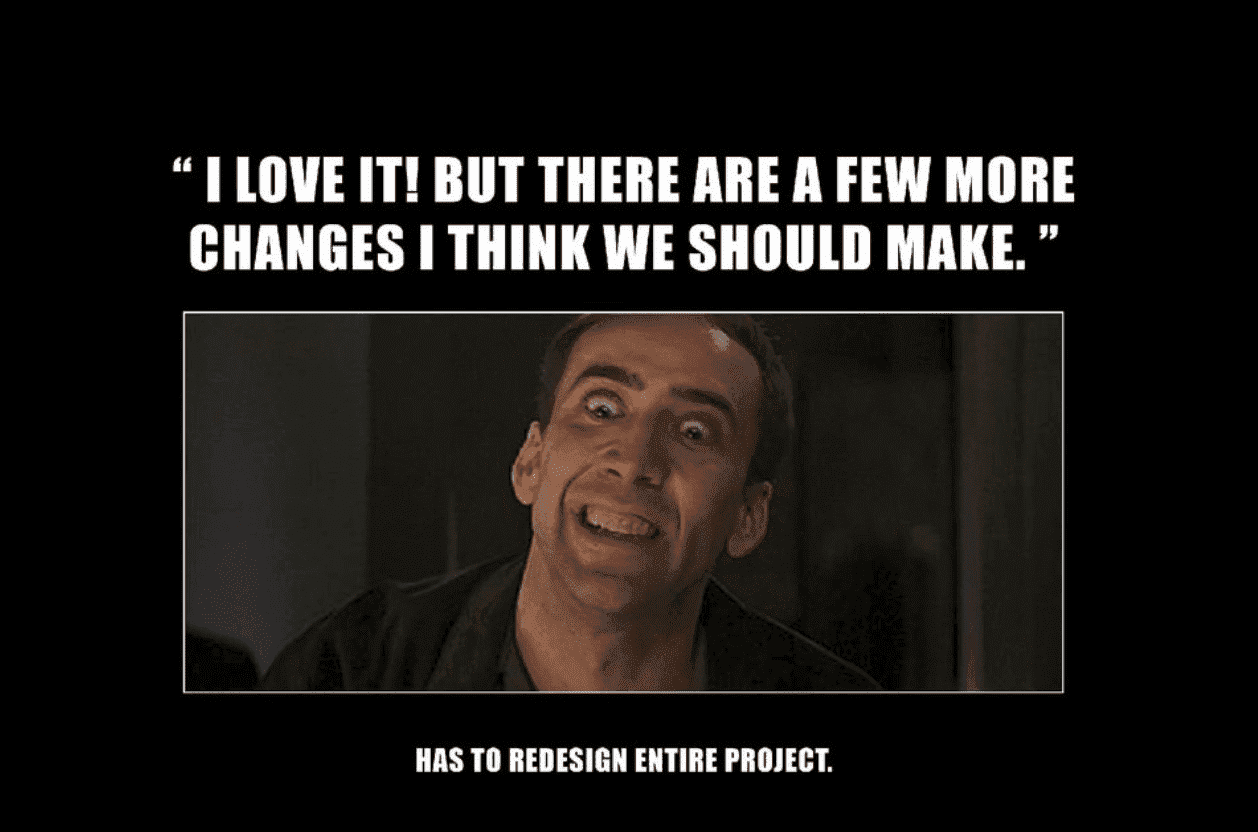 “ I LOVE IT! BUT THERE ARE A FEW MORE
CHANGES I THINK WE SHOULD MAKE. ”
HAS TO REDESIGN ENTIRE PROJECT.